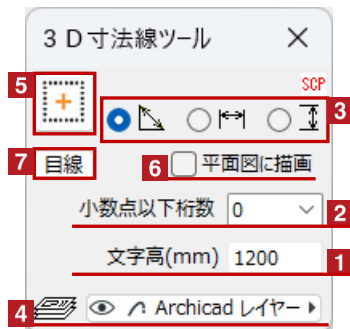 3Ｄ寸法線ツール
SCP
5
3
7 目線 6 平面図に描画
小数点以下桁数 0 2
文字高(mm) 1200 1
4 Archicad レイヤー